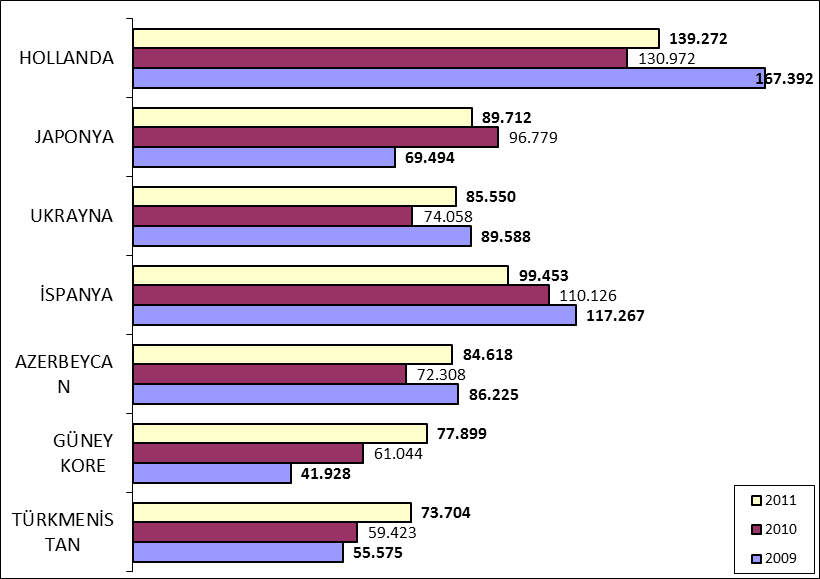 HOLLANDA
139.272
130.972
167.392
JAPONYA
89.712
96.779
69.494
UKRAYNA
85.550
74.058
89.588
İSPANYA
99.453
110.126
117.267
AZERBEYCA
N
84.618
72.308
86.225
GÜNEY
KORE
77.899
61.044
41.928
TÜRKMENİS
TAN
73.704
59.423
55.575
2011
2010
2009